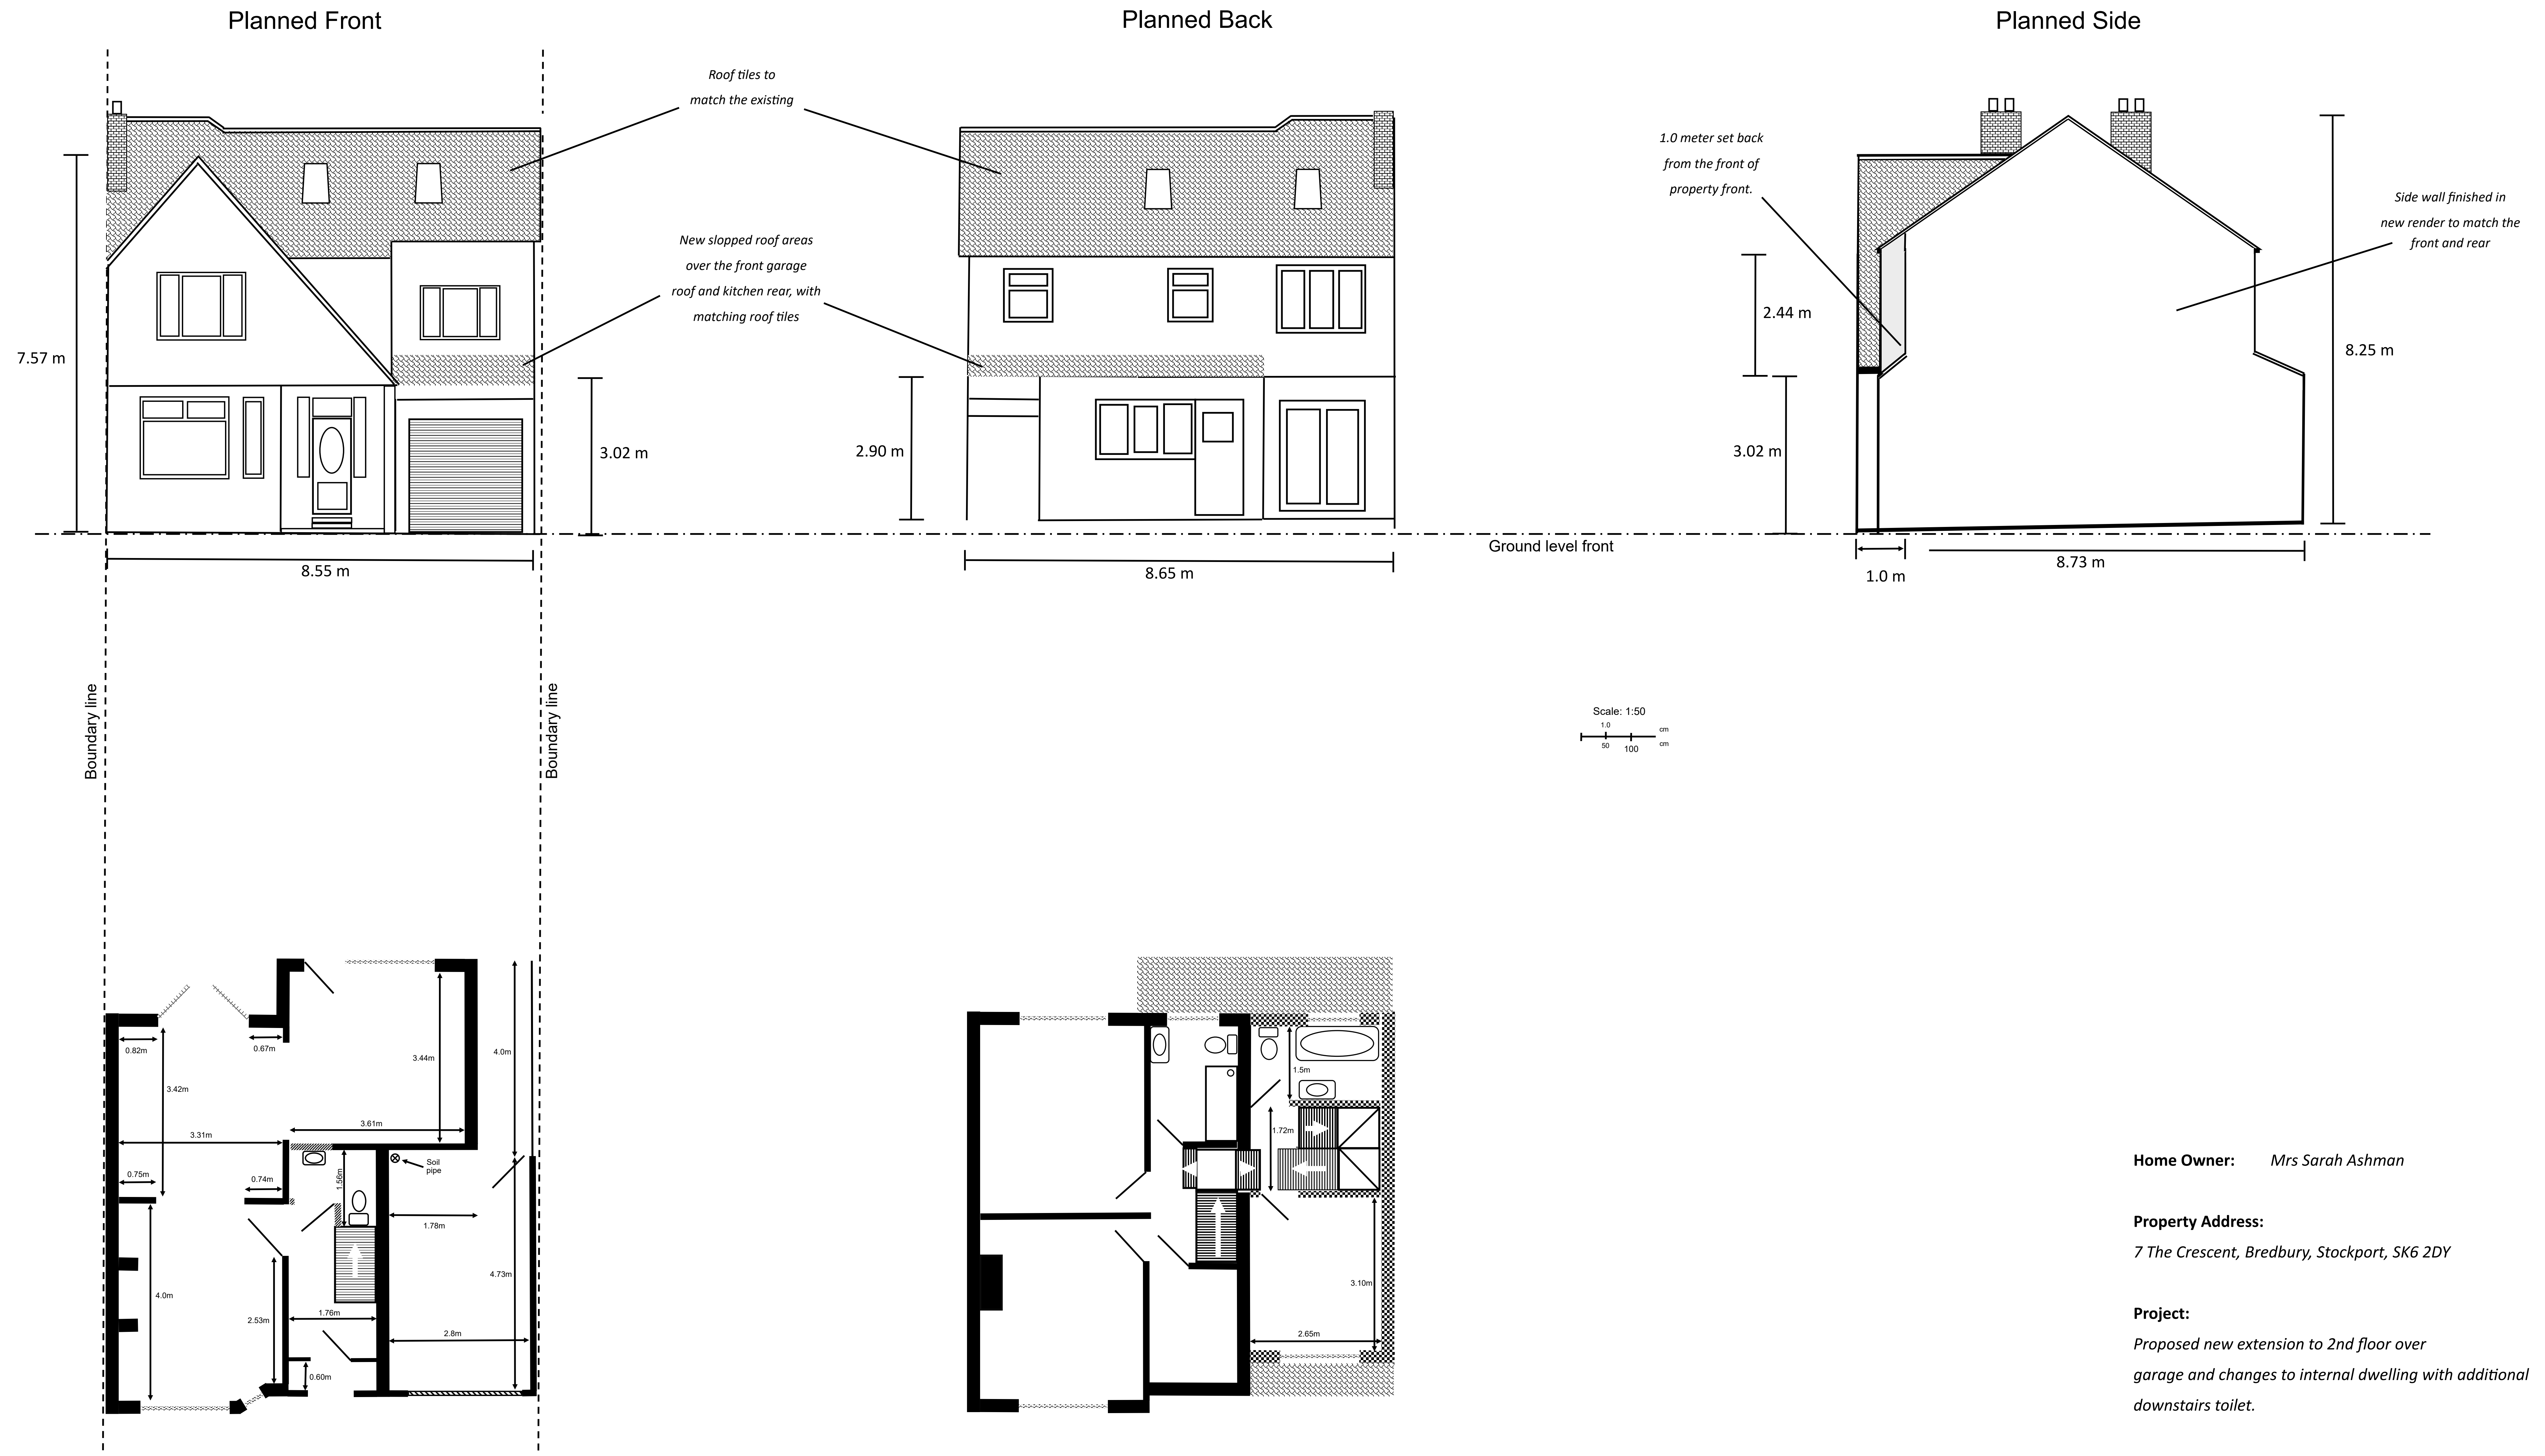 Planned Front
Planned Back
Planned Side
Roof tiles to
match the existing
1.0 meter set back
from the front of
property front.
Side wall finished in
new render to match the
front and rear
New slopped roof areas
over the front garage
roof and kitchen rear, with
matching roof tiles
7.57 m
3.02 m
2.90 m
2.44 m
3.02 m
8.25 m
Ground level front
8.55 m
8.65 m
1.0 m
8.73 m
Boundary line
Boundary line
Scale: 1:50
1.0
cm
50
100
cm
0.82m
0.67m
3.42m
3.44m
4.0m
3.31m
3.61m
0.75m
0.74m
1.56m
Soil
pipe
1.78m
4.0m
2.53m
1.76m
4.73m
2.8m
0.60m
1.5m
1.72m
3.10m
2.65m
Home Owner: Mrs Sarah Ashman
Property Address:
7 The Crescent, Bredbury, Stockport, SK6 2DY
Project:
Proposed new extension to 2nd floor over
garage and changes to internal dwelling with additional
downstairs toilet.